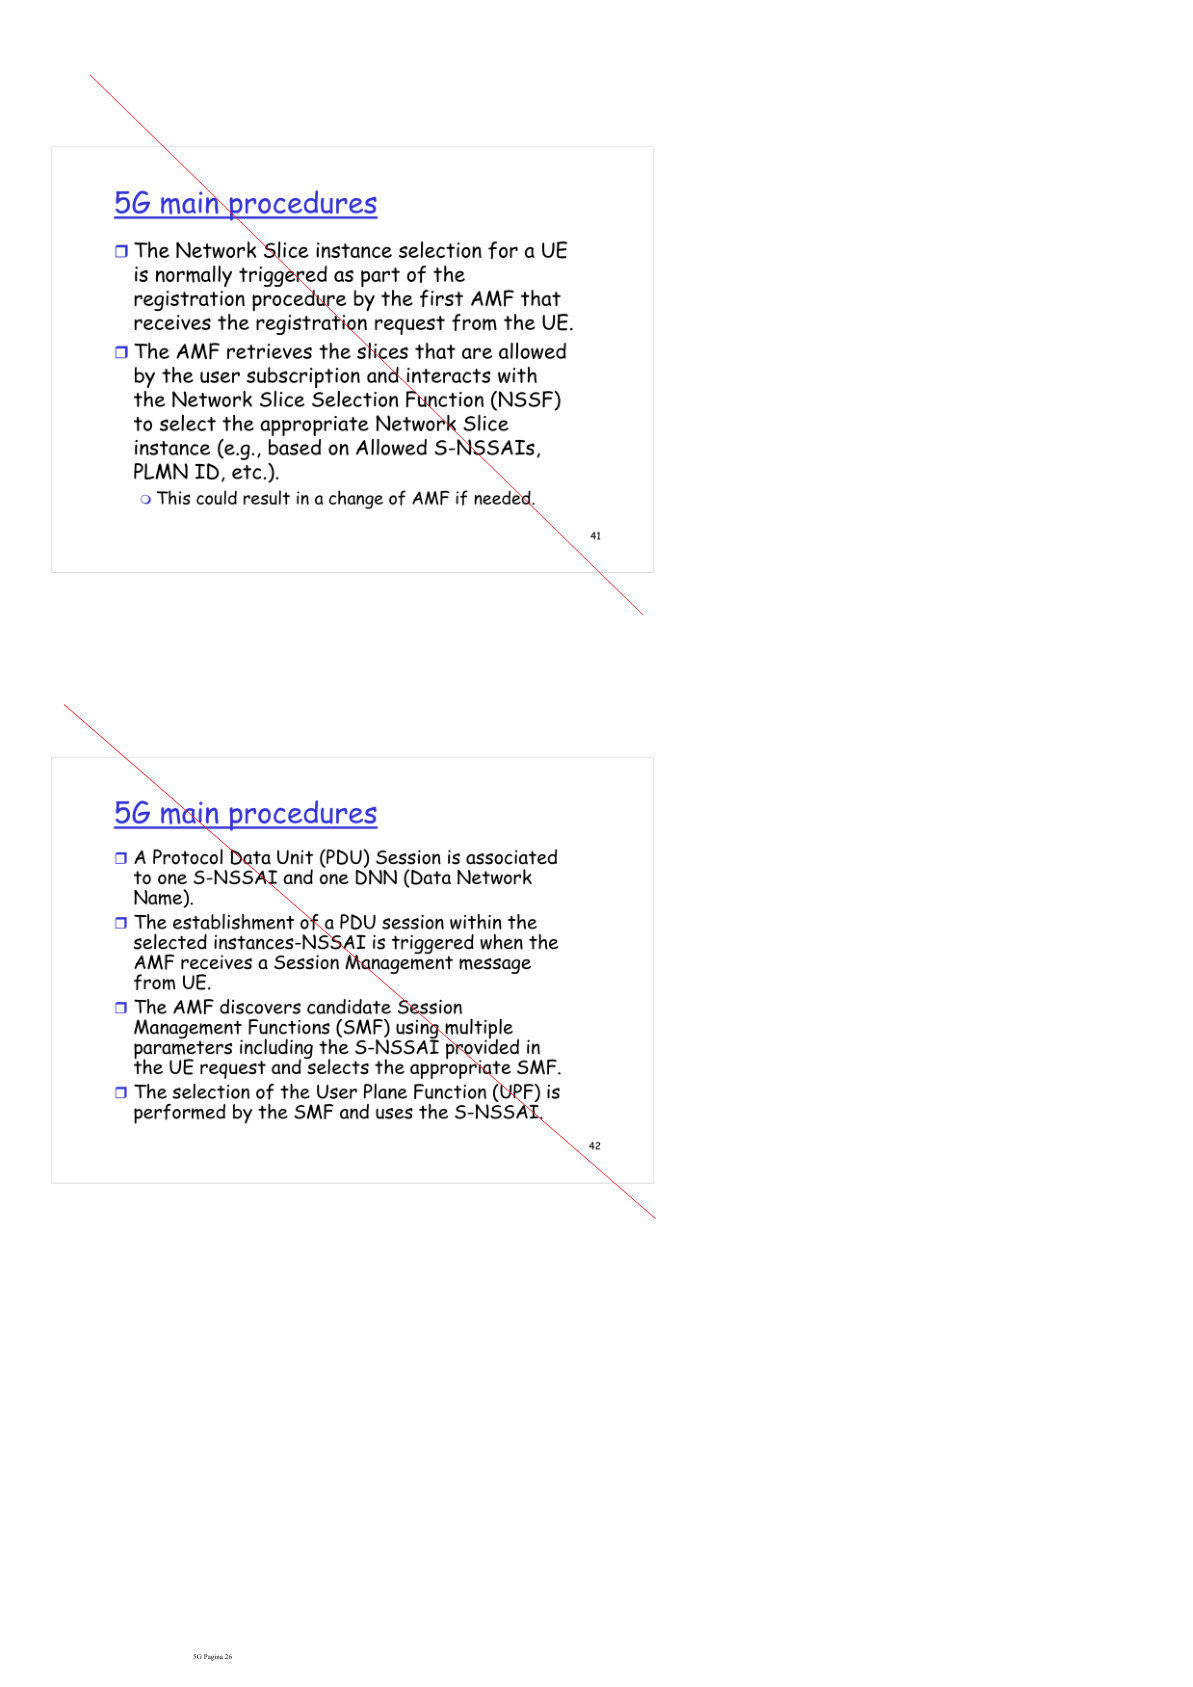 5G main procedures
❒ The Network Slice instance selection for a UE
is normally triggered as part of the
registration procedure by the first AMF that
receives the registration request from the UE.
❒ The AMF retrieves the slices that are allowed
by the user subscription and interacts with
the Network Slice Selection Function (NSSF)
to select the appropriate Network Slice
instance (e.g., based on Allowed S-NSSAIs,
PLMN ID, etc.).
❍ This could result in a change of AMF if needed.
41
5G main procedures
❒ A Protocol Data Unit (PDU) Session is associated
to one S-NSSAI and one DNN (Data Network
Name).
❒ The establishment of a PDU session within the
selected instances-NSSAI is triggered when the
AMF receives a Session Management message
from UE.
❒ The AMF discovers candidate Session
Management Functions (SMF) using multiple
parameters including the S-NSSAI provided in
the UE request and selects the appropriate SMF.
❒ The selection of the User Plane Function (UPF) is
performed by the SMF and uses the S-NSSAI.
42
5G Pagina 26